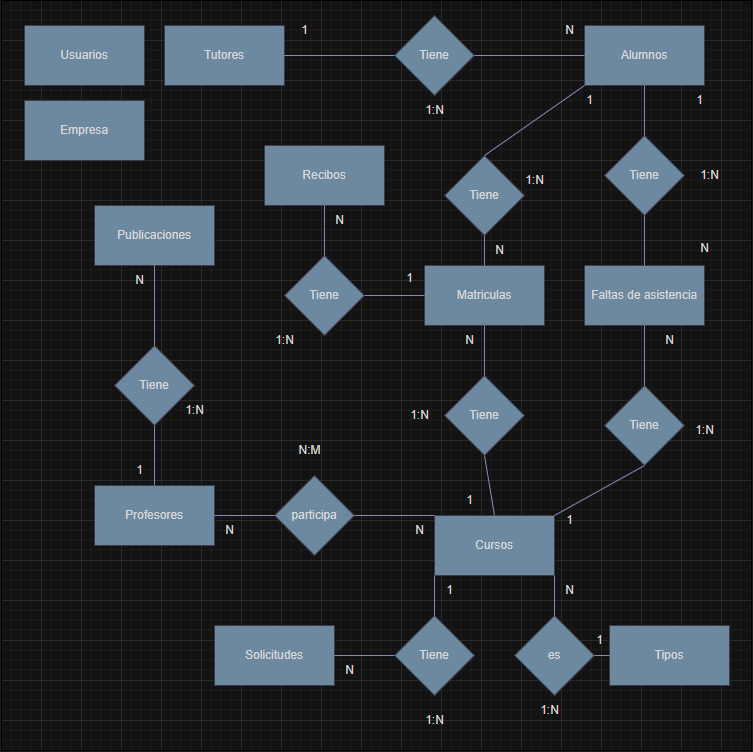 1
N
Usuarios
Tutores
Tiene
Alumnos
1
1
1:N
Empresa
Recibos
1:N
Tiene
Tiene
1:N
N
Publicaciones
N
N
N
1
Tiene
Matriculas
Faltas de asistencia
1:N
N
N
Tiene
1:N
1:N
Tiene
Tiene
1:N
N:M
1
1
Profesores
participa
1
N
N
Cursos
1
N
1
Solicitudes
Tiene
es
Tipos
N
1:N
1:N